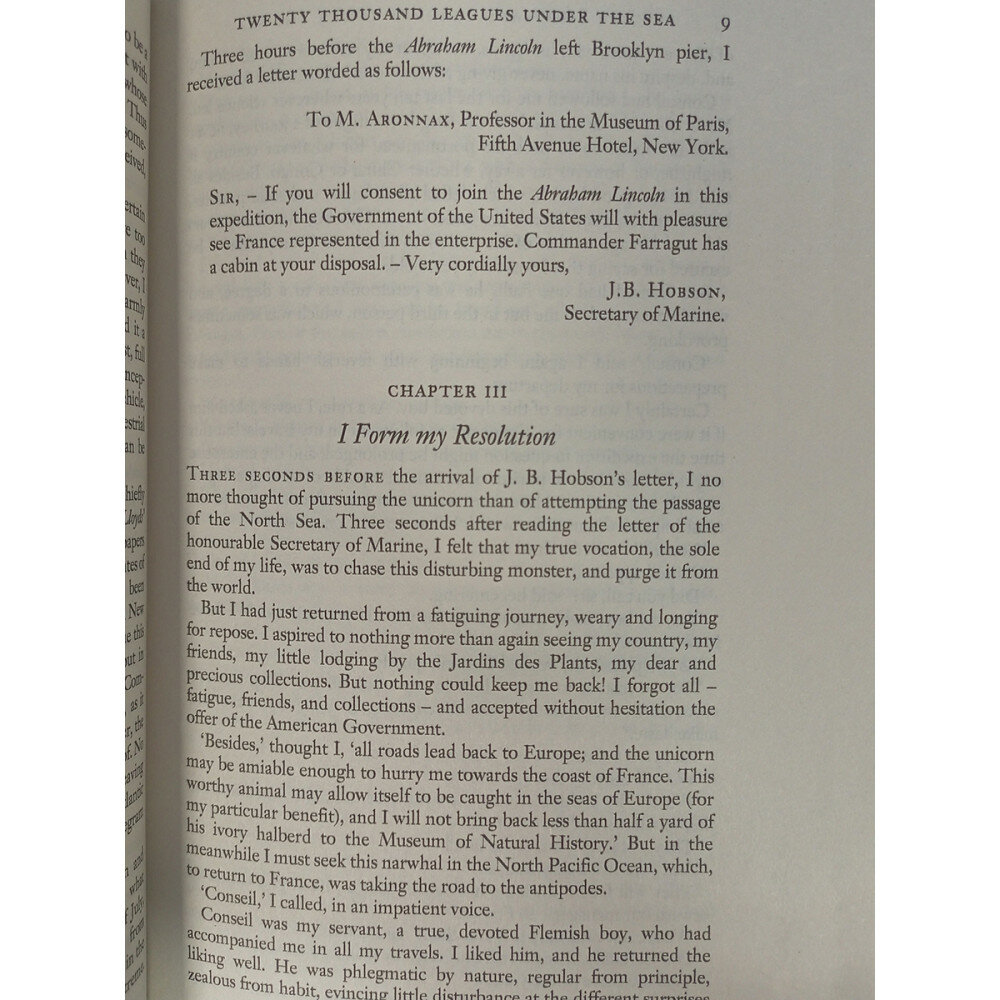 TWENTY THOUSAND LEAGUES UNDER THE SEA 9
Three hours before the Abraham Lincoln left Brooklyn pier, I
received a letter worded as follows:
To M. ARONNAX, Professor in the Museum of Paris,
Fifth Avenue Hotel, New York.
SIR, – If you will consent to join the Abraham Lincoln in this
expedition, the Government of the United States will with pleasure
see France represented in the enterprise. Commander Farragut has
a cabin at your disposal. – Very cordially yours,
J.B. HOBSON,
Secretary of Marine.
CHAPTER III
I Form my Resolution
THREE SECONDS BEFORE the arrival of J. B. Hobson's letter, I no
more thought of pursuing the unicorn than of attempting the passage
of the North Sea. Three seconds after reading the letter of the
honourable Secretary of Marine, I felt that my true vocation, the sole
end of my life, was to chase this disturbing monster, and purge it from
the world.
But I had just returned from a fatiguing journey, weary and longing
for repose. I aspired to nothing more than again seeing my country, my
friends, my little lodging by the Jardins des Plants, my dear and
precious collections. But nothing could keep me back! I forgot all –
fatigue, friends, and collections – and accepted without hesitation the
offer of the American Government.
'Besides,' thought I, 'all roads lead back to Europe; and the unicorn
may be amiable enough to hurry me towards the coast of France. This
worthy animal may allow itself to be caught in the seas of Europe (for
my particular benefit), and I will not bring back less than half a yard of
his ivory halberd to the Museum of Natural History.' But in the
meanwhile I must seek this narwhal in the North Pacific Ocean, which,
to return to France, was taking the road to the antipodes.
'Conseil,' I called, in an impatient voice.
Conseil was my servant, a true, devoted Flemish boy, who had
accompanied me in all my travels. I liked him, and he returned the
liking well. He was phlegmatic by nature, regular from principle,
zealous from habit, evincing little disturbance at the different surprises